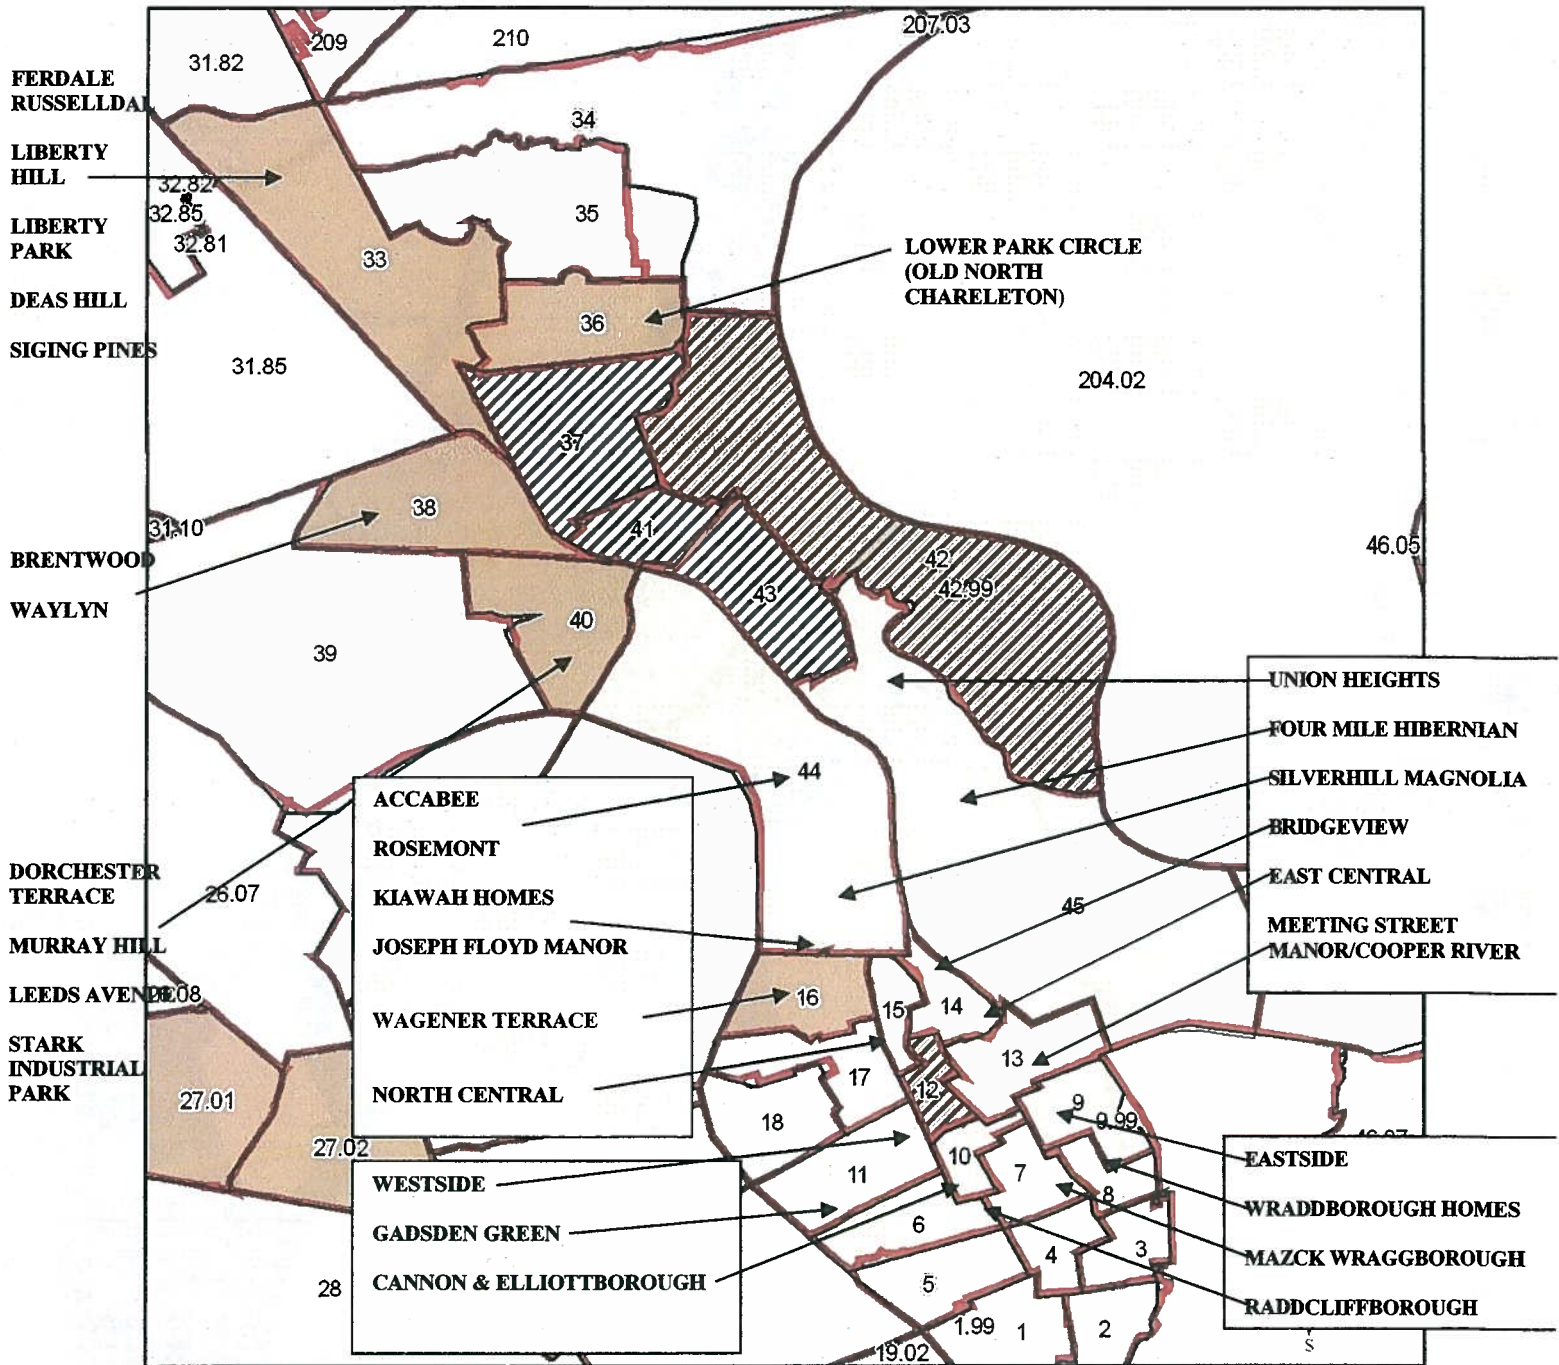 209
210
207.03
31.82
FERDALE
RUSSELLDAL
34
LIBERTY
HILL
32.82
32.85
35
LIBERTY
PARK
32.81
33
LOWER PARK CIRCLE
(OLD NORTH
CHARELETON)
DEAS HILL
36
SIGING PINES
31.85
204.02
37
38
31.10
41
42
46.05
BRENTWOOD
42.99
43
WAYLYN
40
39
UNION HEIGHTS
FOUR MILE HIBERNIAN
44
SILVERHILL MAGNOLIA
ACCABEE
BRIDGEVIEW
ROSEMONT
DORCHESTER
TERRACE
26.07
EAST CENTRAL
KIAWAH HOMES
45
MEETING STREET
MANOR/COOPER RIVER
MURRAY HILL
JOSEPH FLOYD MANOR
LEEDS AVENUE
16
15
14
WAGENER TERRACE
STARK
INDUSTRIAL
PARK
13
17
NORTH CENTRAL
12
27.01
18
9
9.99
27.02
10
EASTSIDE
11
7
WESTSIDE
8
WRADDBOROUGH HOMES
6
GADSDEN GREEN
4
3
MAZCK WRAGGBOROUGH
CANNON & ELLIOTTBOROUGH
28
5
RADDCLIFFBOROUGH
1.99
1
2
19.02
S